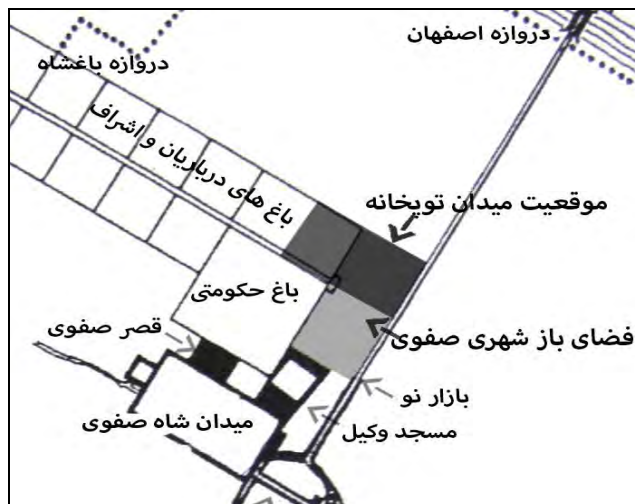 دروازه اصفهان
دروازه باغشاه
باغ های درباریان و اشراف
موقعیت میدان توپخانه
باغ حکومتی
قصر صفوی
فضای باز شهری صفوی
بازار نو
میدان شاه صفوی
مسجد وکیل